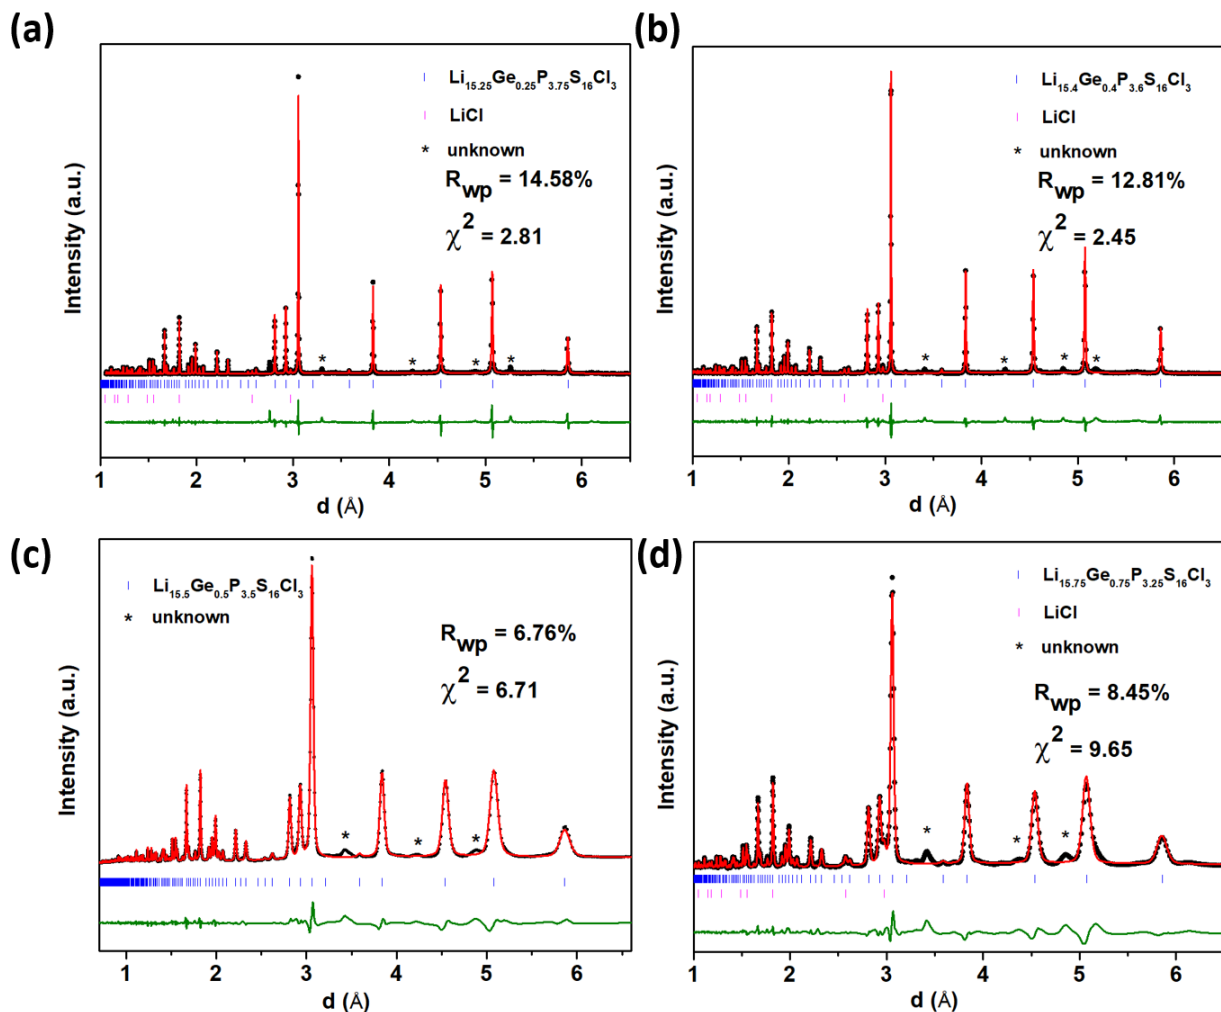 (a)
Li15.25Ge0.25P3.75S16Cl3
LiCl
* unknown
Rwp = 14.58%
χ2 = 2.81
Intensity (a.u.)
1 2 3 4 5 6
d (Å)
(b)
Li15.4Ge0.4P3.6S16Cl3
LiCl
* unknown
Rwp = 12.81%
χ2 = 2.45
* * * *
Intensity (a.u.)
1 2 3 4 5 6
d (Å)
(c)
Li15.5Ge0.5P3.5S16Cl3
* unknown
Rwp = 6.76%
χ2 = 6.71
* * *
Intensity (a.u.)
1 2 3 4 5 6
d (Å)
(d)
Li15.75Ge0.75P3.25S16Cl3
LiCl
* unknown
Rwp = 8.45%
χ2 = 9.65
* * *
Intensity (a.u.)
1 2 3 4 5 6
d (Å)